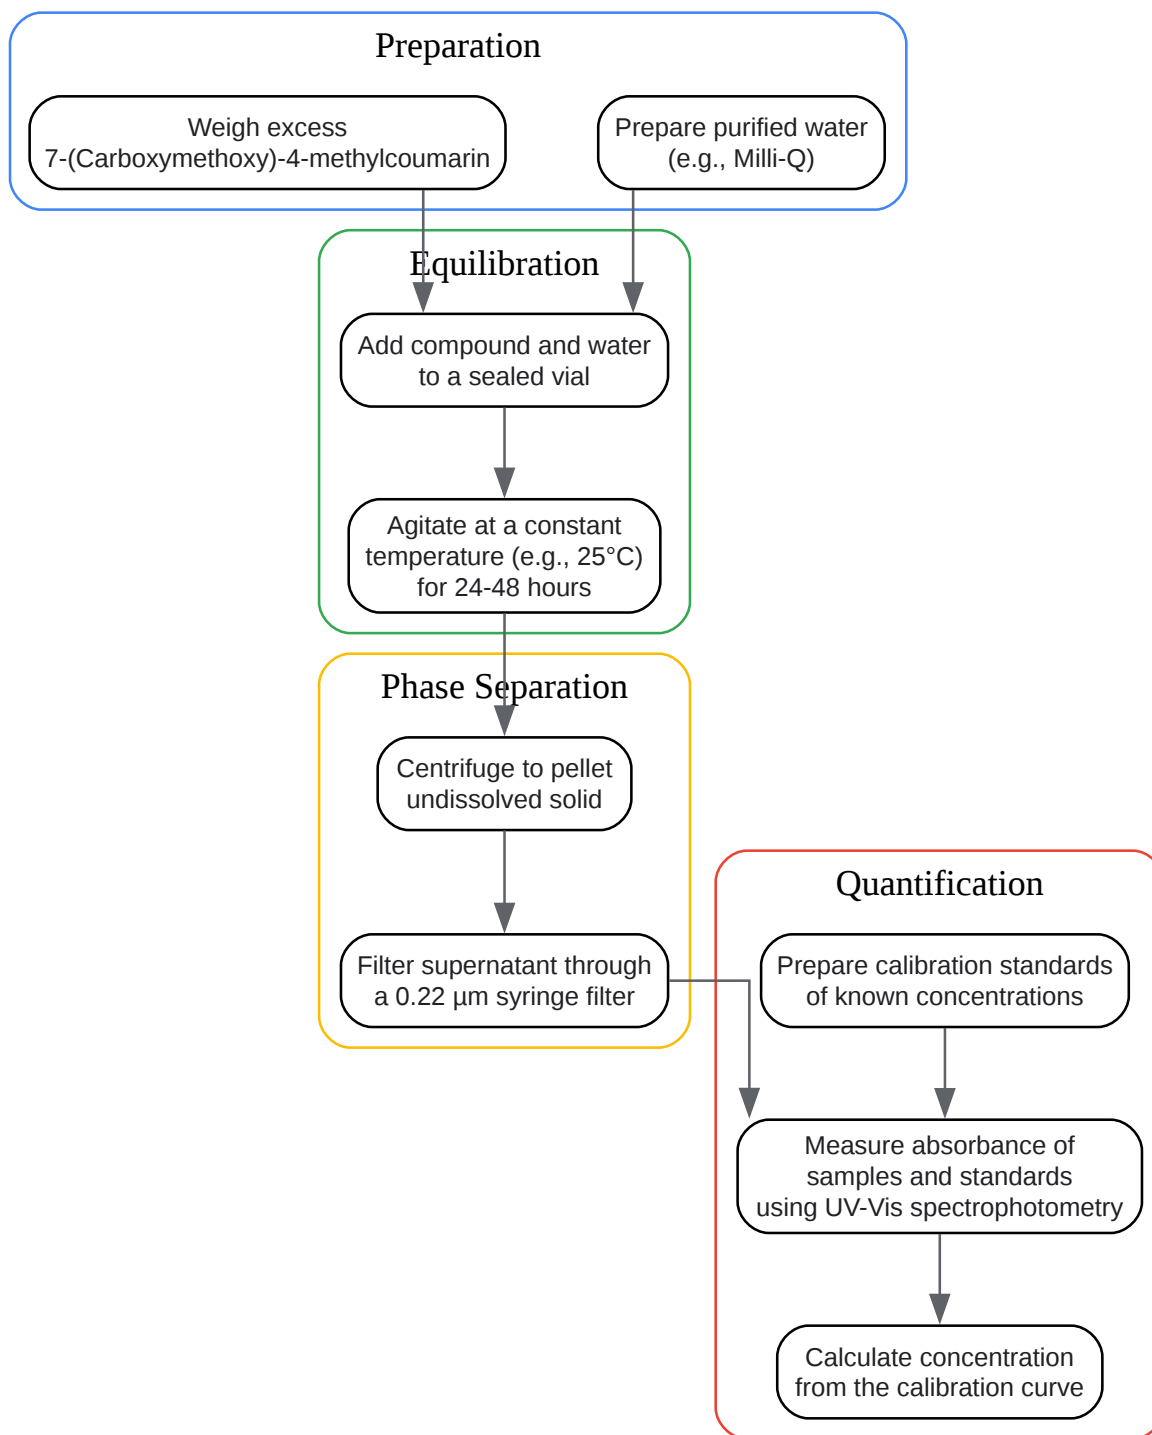 Preparation
Weigh excess
7-(Carboxymethoxy)-4-methylcoumarin
Prepare purified water
(e.g., Milli-Q)
Equilibration
Add compound and water
to a sealed vial
Agitate at a constant
temperature (e.g., 25°C)
for 24-48 hours
Phase Separation
Centrifuge to pellet
undissolved solid
Filter supernatant through
a 0.22 µm syringe filter
Quantification
Prepare calibration standards
of known concentrations
Measure absorbance of
samples and standards
using UV-Vis spectrophotometry
Calculate concentration
from the calibration curve